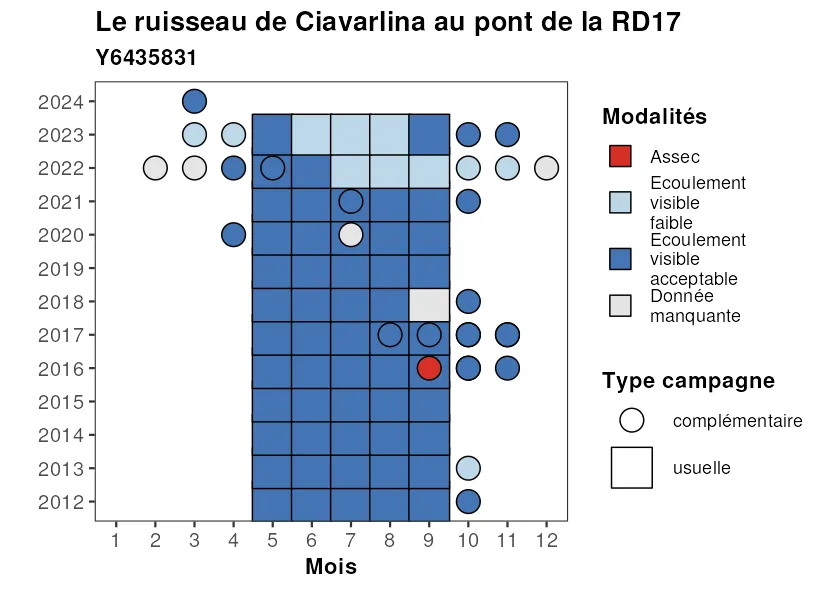 Le ruisseau de Ciavarlina au pont de la RD17
Y6435831
2024
2023
2022
2021
2020
2019
2018
2017
2016
2015
2014
2013
2012
1 2 3 4 5 6 7 8 9 10 11 12
Mois
Modalités
Assec
Ecoulement
visible
faible
Ecoulement
visible
acceptable
Donnée
manquante
Type campagne
complémentaire
usuelle